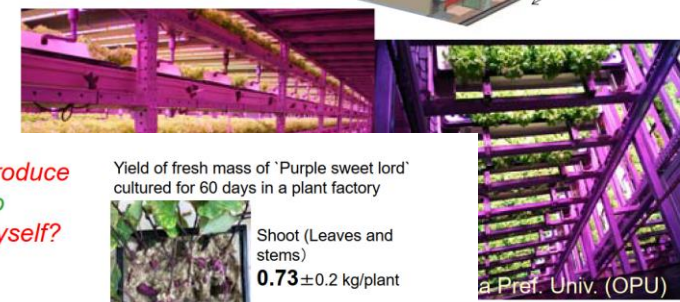 roduce
yself?
Yield of fresh mass of `Purple sweet lord`
cultured for 60 days in a plant factory
Shoot (Leaves and
stems)
0.73±0.2 kg/plant
a Pref. Univ. (OPU)